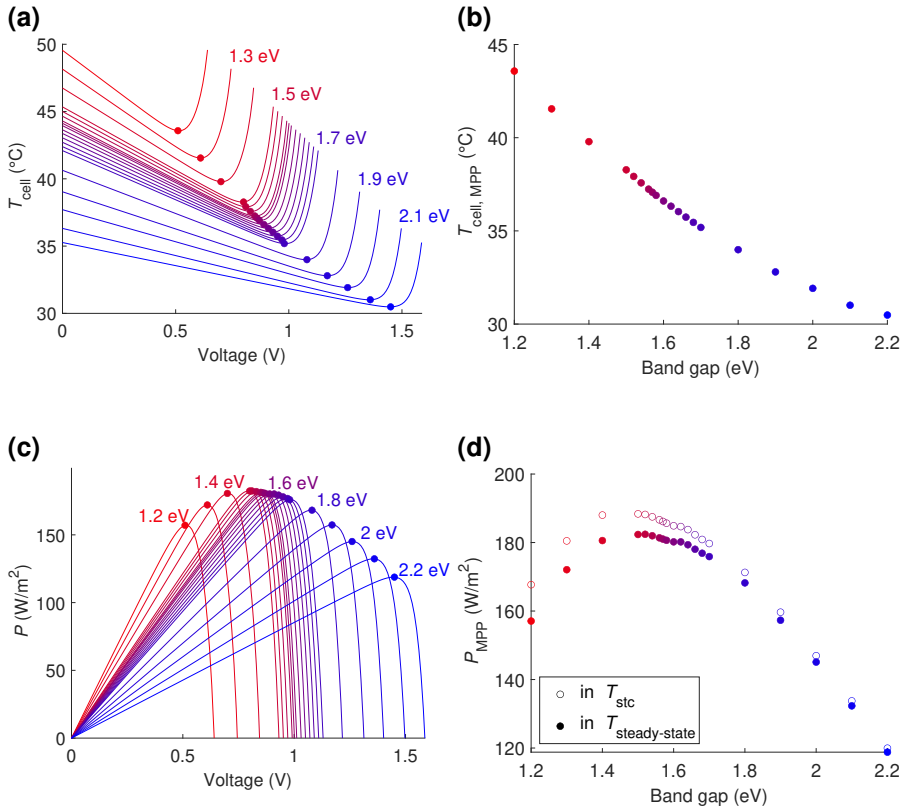 (a)
50
45
40
35
30
T_cell (°C)
1.3 eV
1.5 eV
1.7 eV
1.9 eV
2.1 eV
0
0.5
1
1.5
Voltage (V)
(b)
45
40
35
30
T_cell, MPP (°C)
1.2
1.4
1.6
1.8
2
2.2
Band gap (eV)
(c)
150
100
50
0
P (W/m²)
1.2 eV
1.4 eV
1.6 eV
1.8 eV
2 eV
2.2 eV
0
0.5
1
1.5
Voltage (V)
(d)
200
180
160
140
120
P_MPP (W/m²)
in T_stc
in T_steady-state
1.2
1.4
1.6
1.8
2
2.2
Band gap (eV)